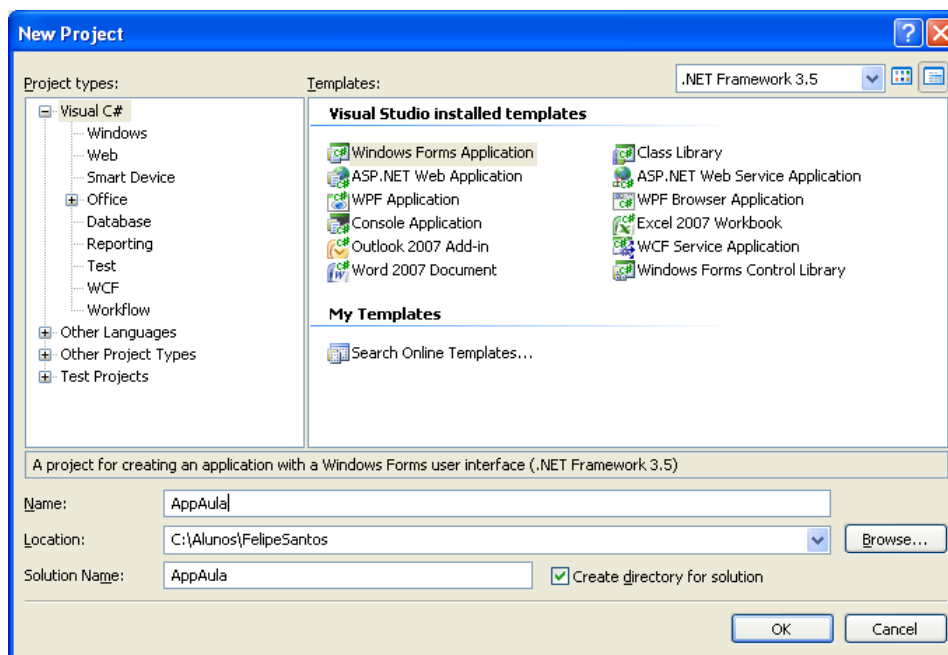 New Project
Project types:
Templates:
.NET Framework 3.5
Visual C#
Windows
Web
Smart Device
Office
Database
Reporting
Test
WCF
Workflow
Other Languages
Other Project Types
Test Projects
Visual Studio installed templates
Windows Forms Application
Class Library
ASP.NET Web Application
ASP.NET Web Service Application
WPF Application
WPF Browser Application
Console Application
Excel 2007 Workbook
Outlook 2007 Add-in
WCF Service Application
Word 2007 Document
Windows Forms Control Library
My Templates
Search Online Templates...
A project for creating an application with a Windows Forms user interface (.NET Framework 3.5)
Name:
AppAula
Location:
C:\Alunos\FelipeSantos
Browse...
Solution Name:
AppAula
Create directory for solution
OK
Cancel